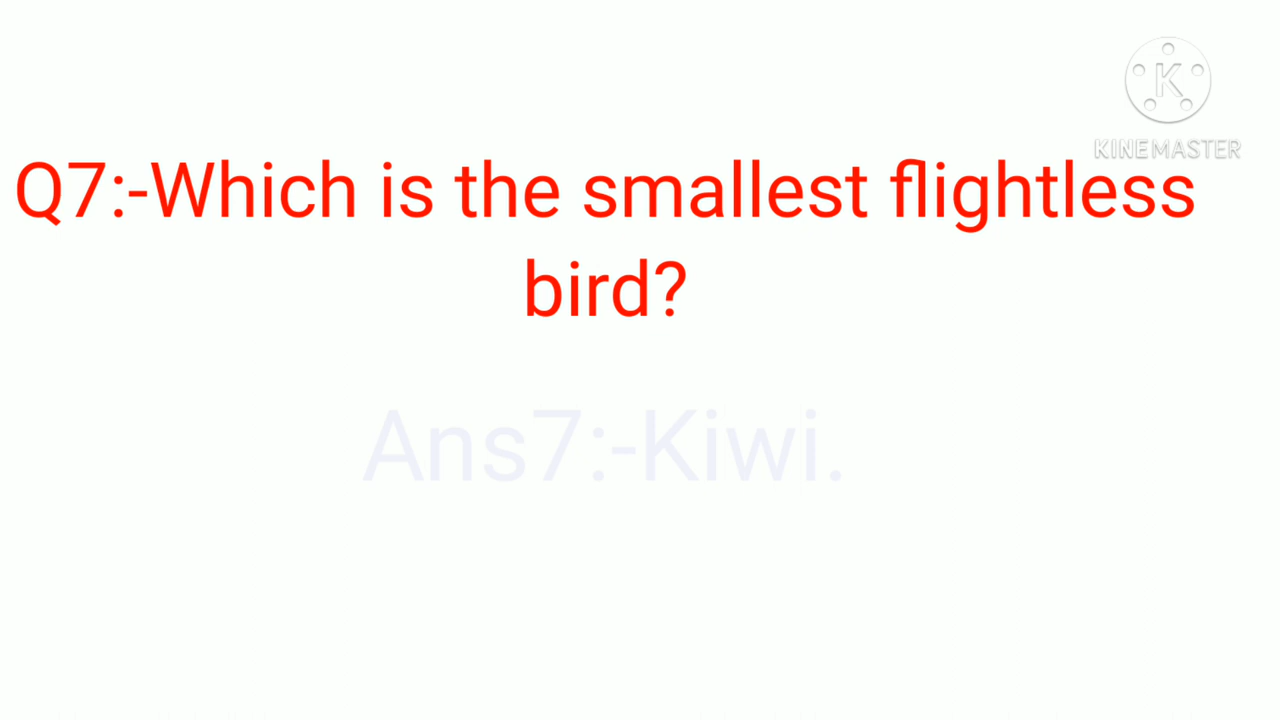 K
KINEMASTER
Q7:-Which is the smallest flightless
bird?
Ans7:-Kiwi.